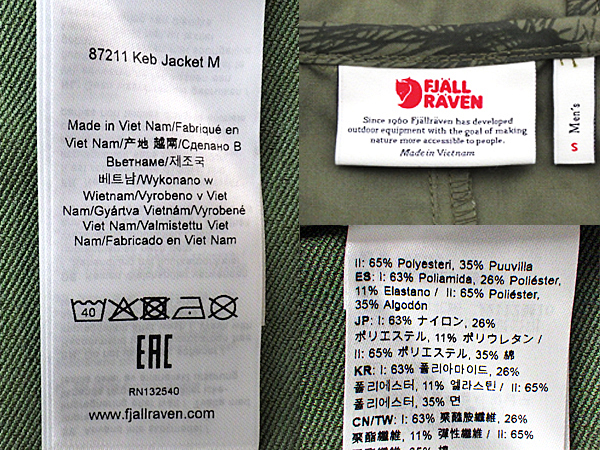 87211 Keb Jacket M
Made in Viet Nam/Fabriqué en
Viet Nam/产地 越南/Сделано В
Вьетнаме/제조국
베트남/Wykonano w
Wietnam/Vyrobeno v Viet
Nam/Gyártva Vietnám/Vyrobené
Viet Nam/Valmistettu Viet
Nam/Fabricado en Viet Nam
40
EAC
RN132540
www.fjallraven.com
FJÄLL
RÄVEN
Since 1960 Fjällräven has developed
outdoor equipment with the goal of making
nature more accessible to people.
Made in Vietnam
Men's
S
II: 65% Polyesteri, 35% Puuvilla
ES: I: 63% Poliamida, 26% Poliéster,
11% Elastano / II: 65% Poliéster,
35% Algodón
JP: I: 63% ナイロン, 26%
ポリエステル, 11% ポリウレタン /
II: 65% ポリエステル, 35% 綿
KR: I: 63% 폴리아마이드, 26%
폴리에스터, 11% 엘라스틴 / II: 65%
폴리에스터, 35% 면
CN/TW: I: 63% 聚醯胺纖維, 26%
聚酯纖維, 11% 彈性纖維 / II: 65%
聚酯纖維, 35% 棉